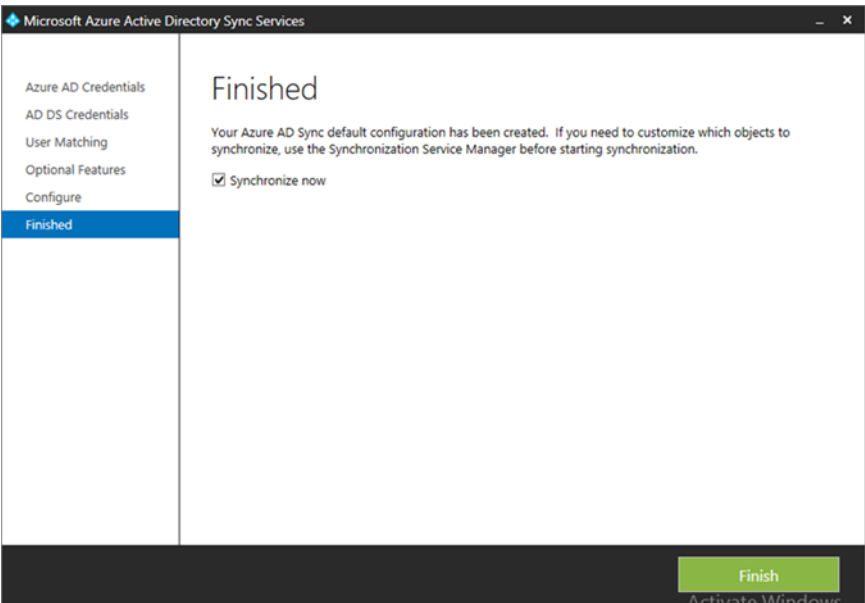 Microsoft Azure Active Directory Sync Services
Azure AD Credentials
AD DS Credentials
User Matching
Optional Features
Configure
Finished
Finished
Your Azure AD Sync default configuration has been created. If you need to customize which objects to
synchronize, use the Synchronization Service Manager before starting synchronization.
Synchronize now
Finish
Activate Windows